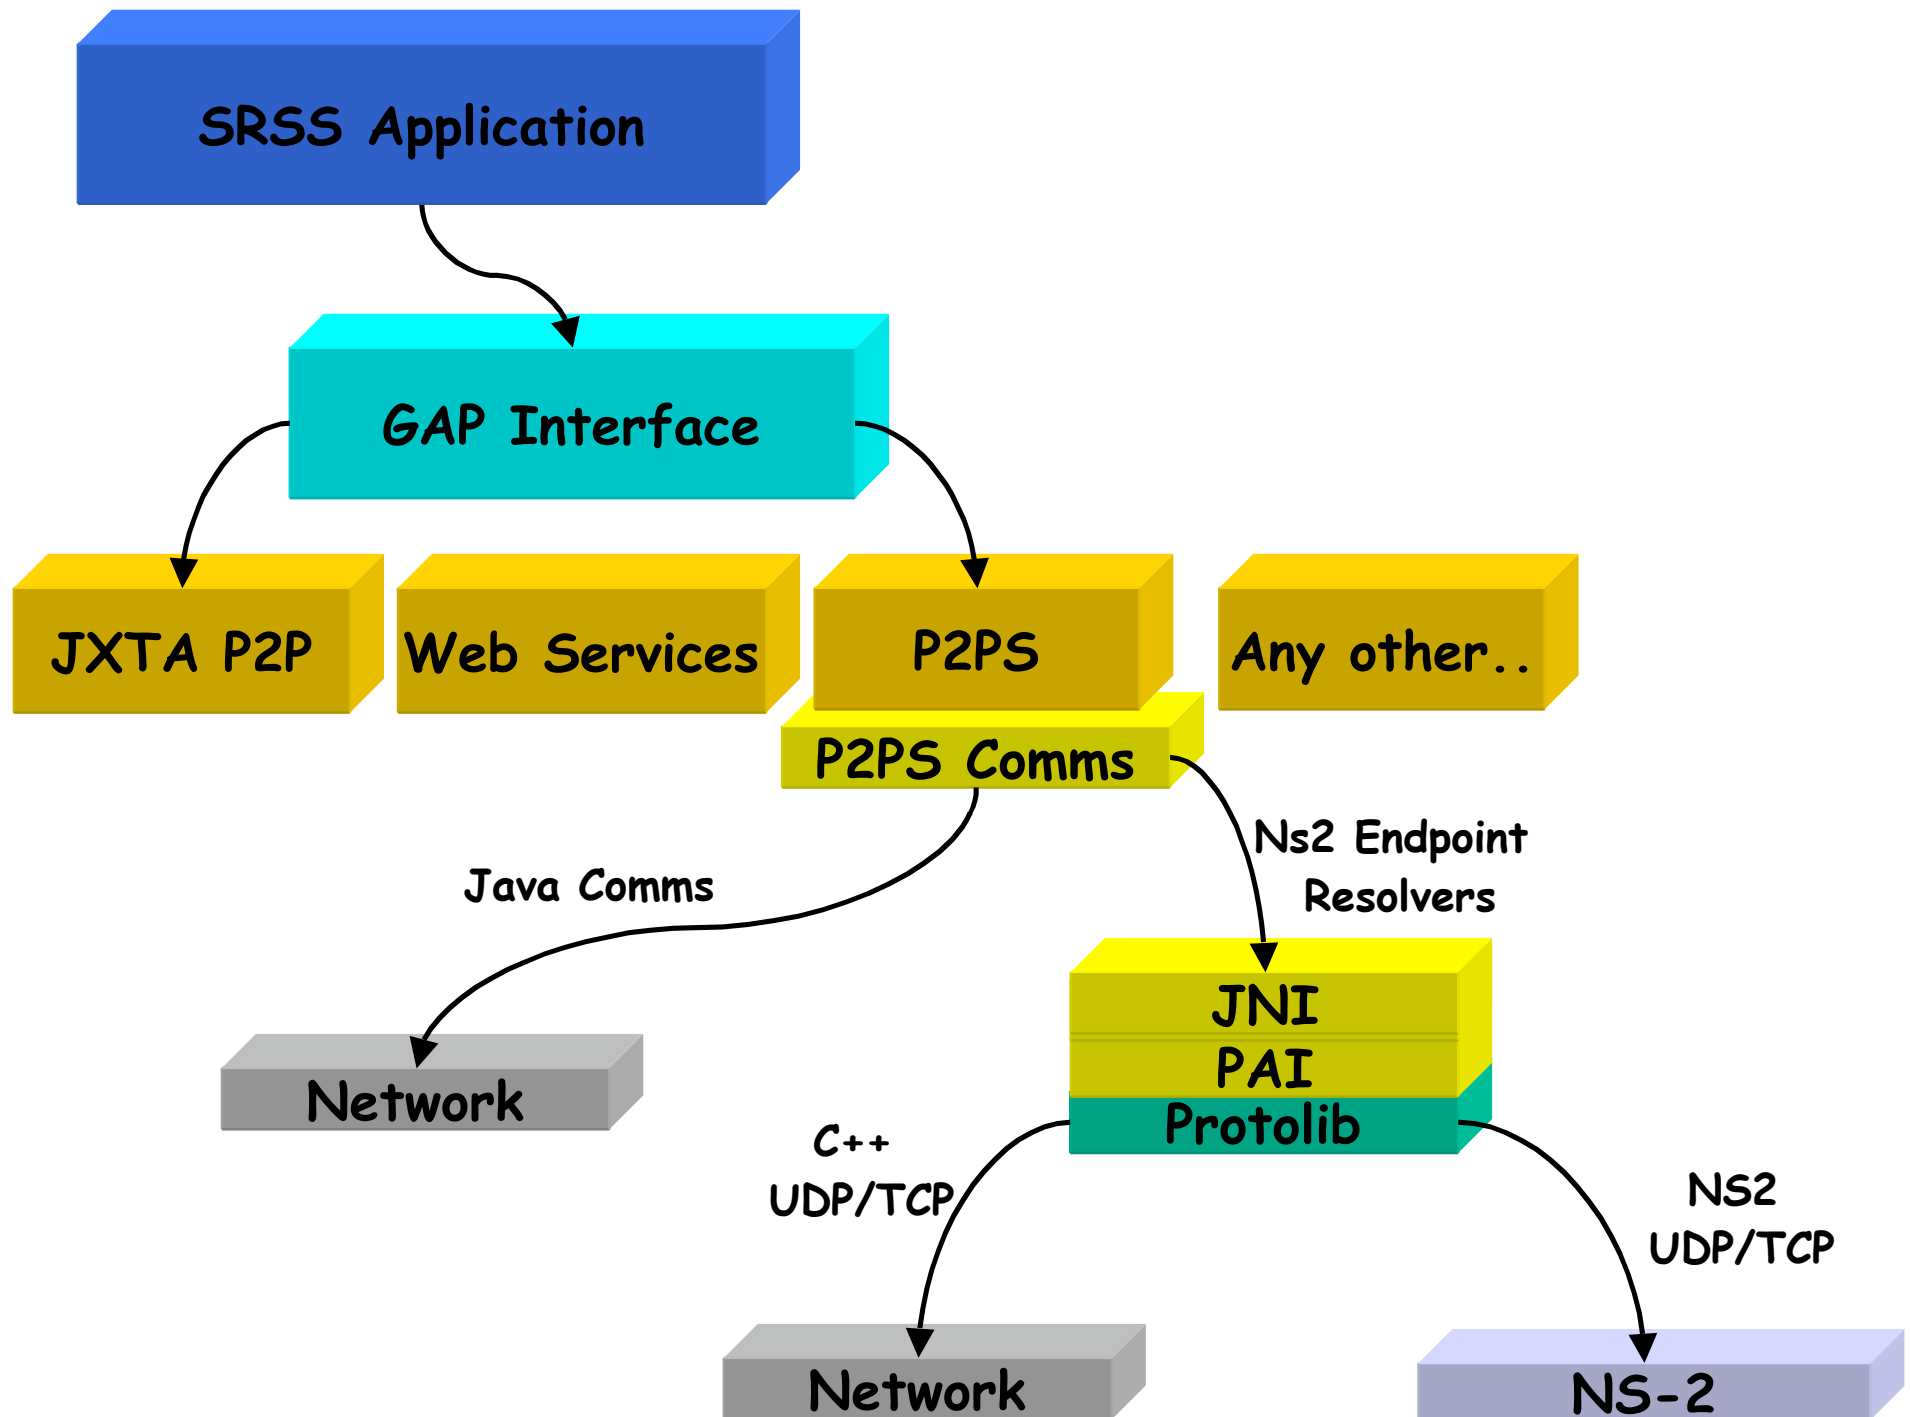 SRSS Application
GAP Interface
JXTA P2P
Web Services
P2PS
Any other..
P2PS Comms
Ns2 Endpoint
Resolvers
Java Comms
JNI
PAI
Protolib
Network
C++
UDP/TCP
NS2
UDP/TCP
Network
NS-2